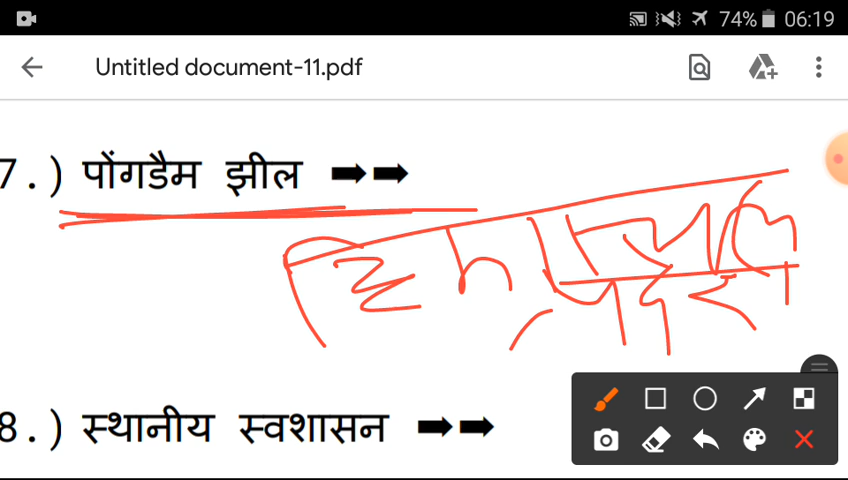 74% 06:19
Untitled document-11.pdf
7.) पोंगडैम झील ➡➡
हिमाचल
प्रदेश
8.) स्थानीय स्वशासन ➡➡